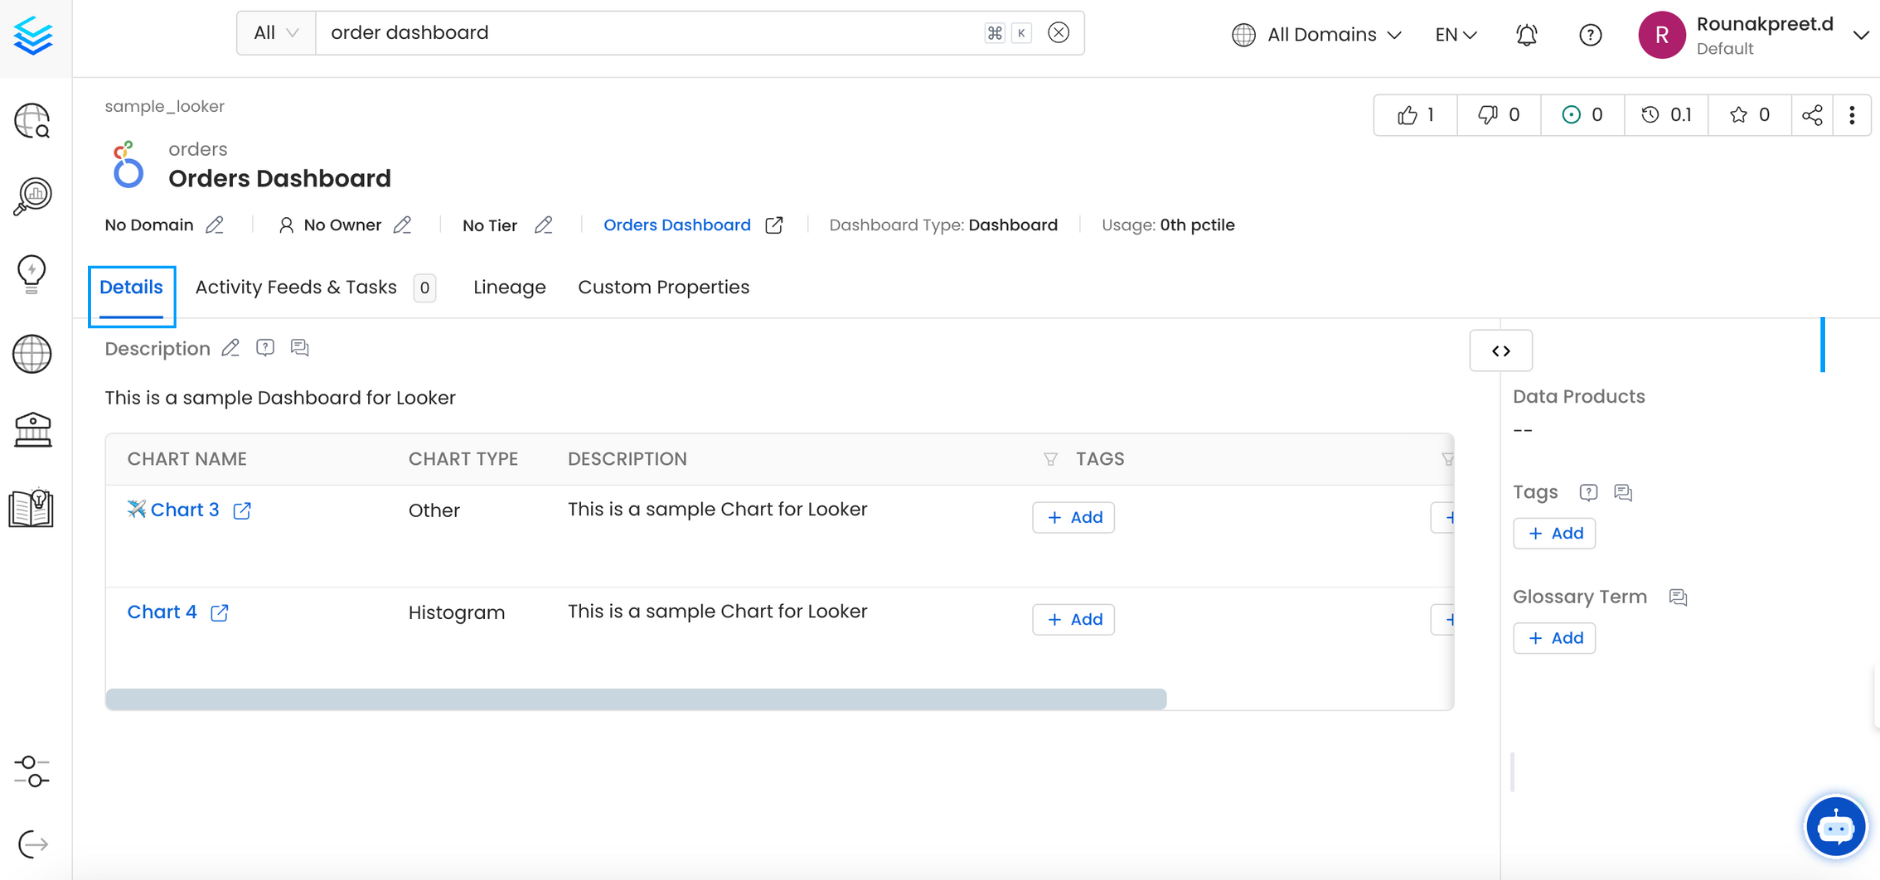 All order dashboard ⌘ K All Domains EN R Rounakpreet.d
Default
sample_looker
1 0 0 0.1 0
orders
Orders Dashboard
No Domain No Owner No Tier Orders Dashboard Dashboard Type: Dashboard Usage: 0th pctile
Details Activity Feeds & Tasks 0 Lineage Custom Properties
Description
This is a sample Dashboard for Looker
CHART NAME CHART TYPE DESCRIPTION TAGS
Chart 3 Other This is a sample Chart for Looker + Add +
Chart 4 Histogram This is a sample Chart for Looker + Add +
Data Products
--
Tags
+ Add
Glossary Term
+ Add